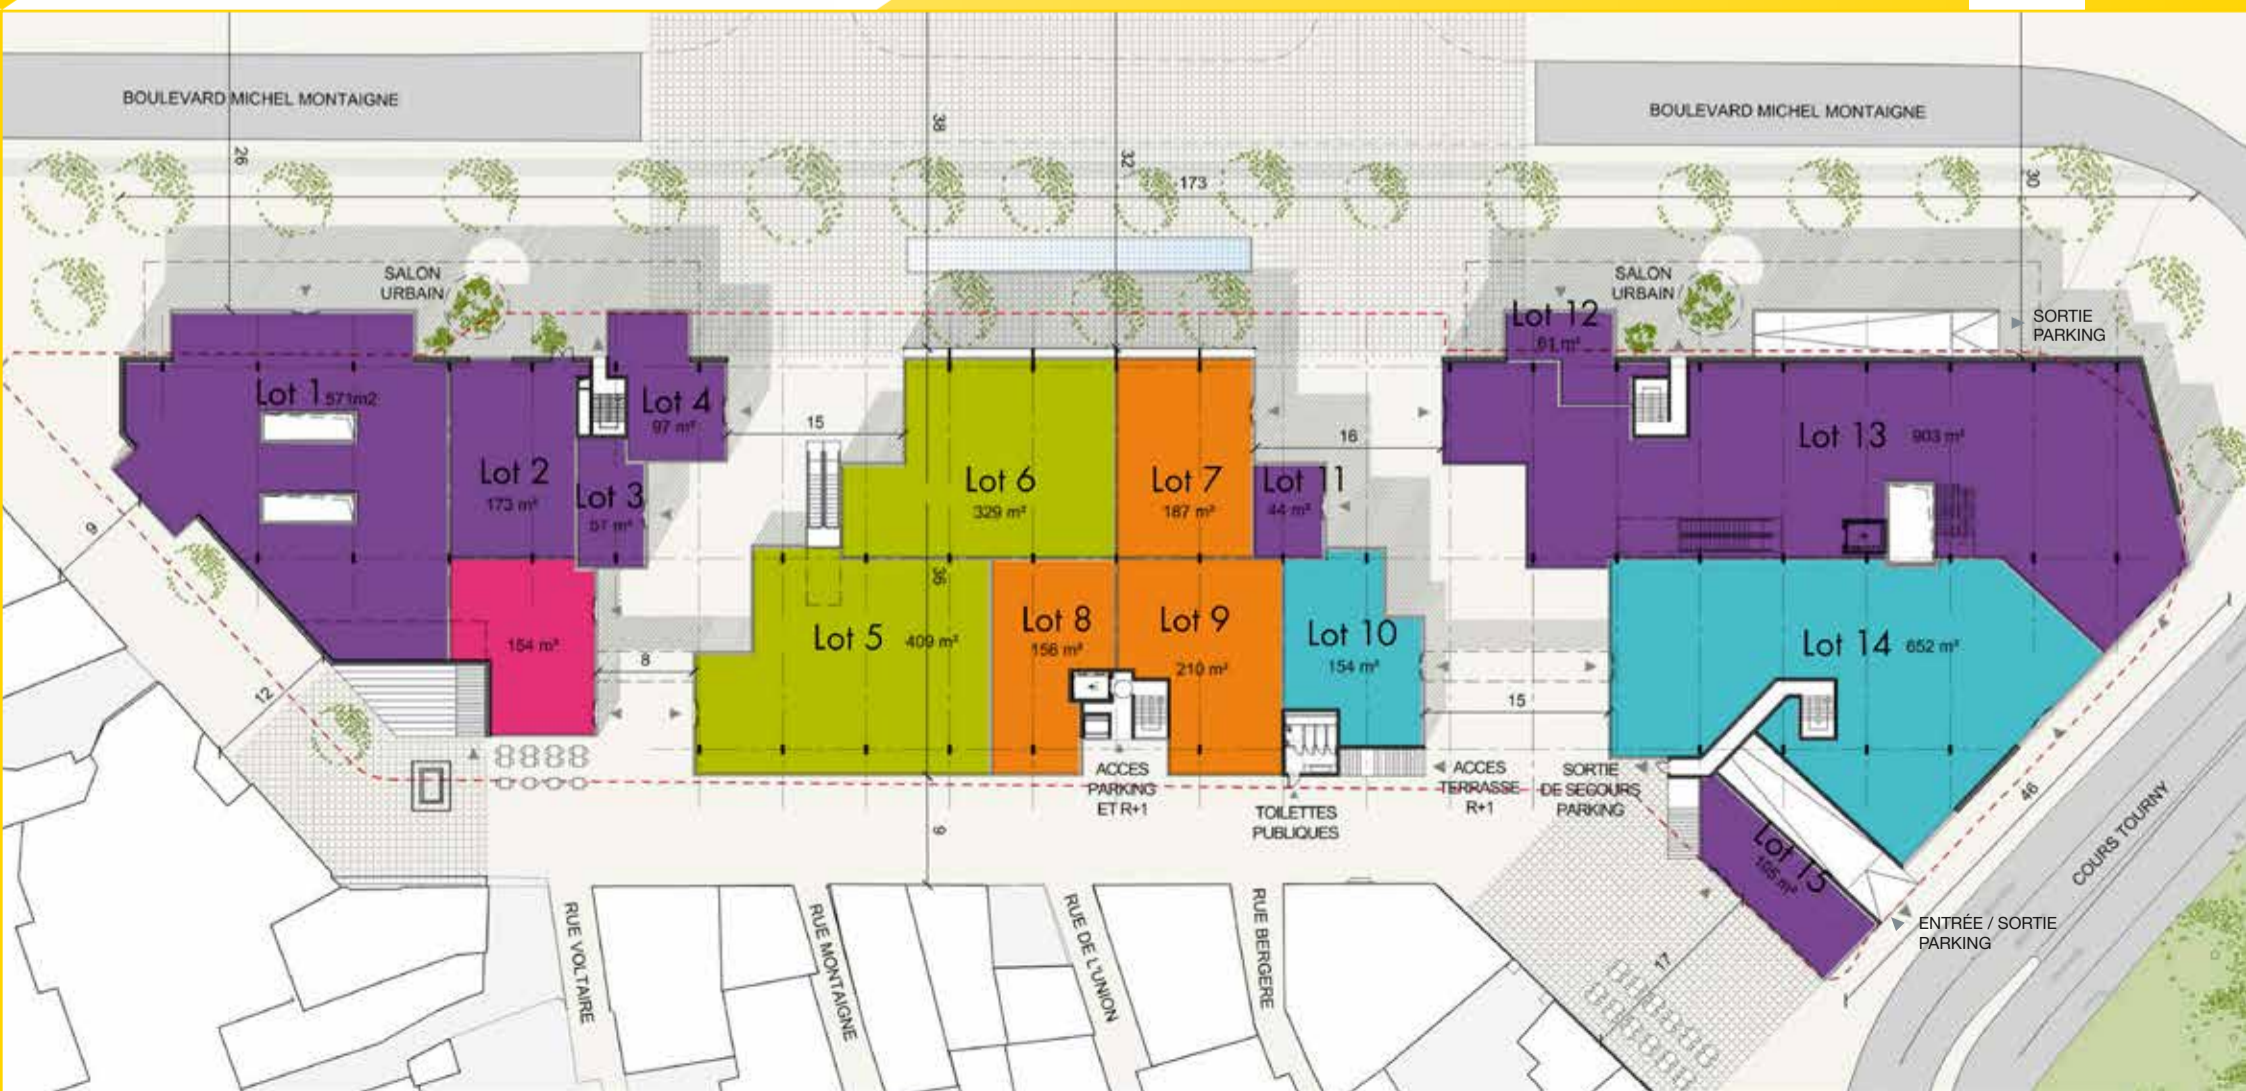 BOULEVARD MICHEL MONTAIGNE
BOULEVARD MICHEL MONTAIGNE
26
38
32
173
30
SALON
URBAIN
SALON
URBAIN
SORTIE
PARKING
Lot 1 571m2
Lot 2
173 m²
Lot 3
57 m²
Lot 4
97 m²
15
Lot 6
329 m²
Lot 7
187 m²
Lot 11
44 m²
16
Lot 12
61 m²
Lot 13 903 m²
9
12
154 m²
8
Lot 5 409 m²
36
Lot 8
156 m²
Lot 9
210 m²
Lot 10
154 m²
15
Lot 14 652 m²
ACCES
PARKING
ET R+1
TOILETTES
PUBLIQUES
ACCES
TERRASSE
R+1
SORTIE
DE SECOURS
PARKING
9
Lot 15
46
COURS TOURNY
17
ENTRÉE / SORTIE
PARKING
RUE VOLTAIRE
RUE MONTAIGNE
RUE DE L'UNION
RUE BERGERE